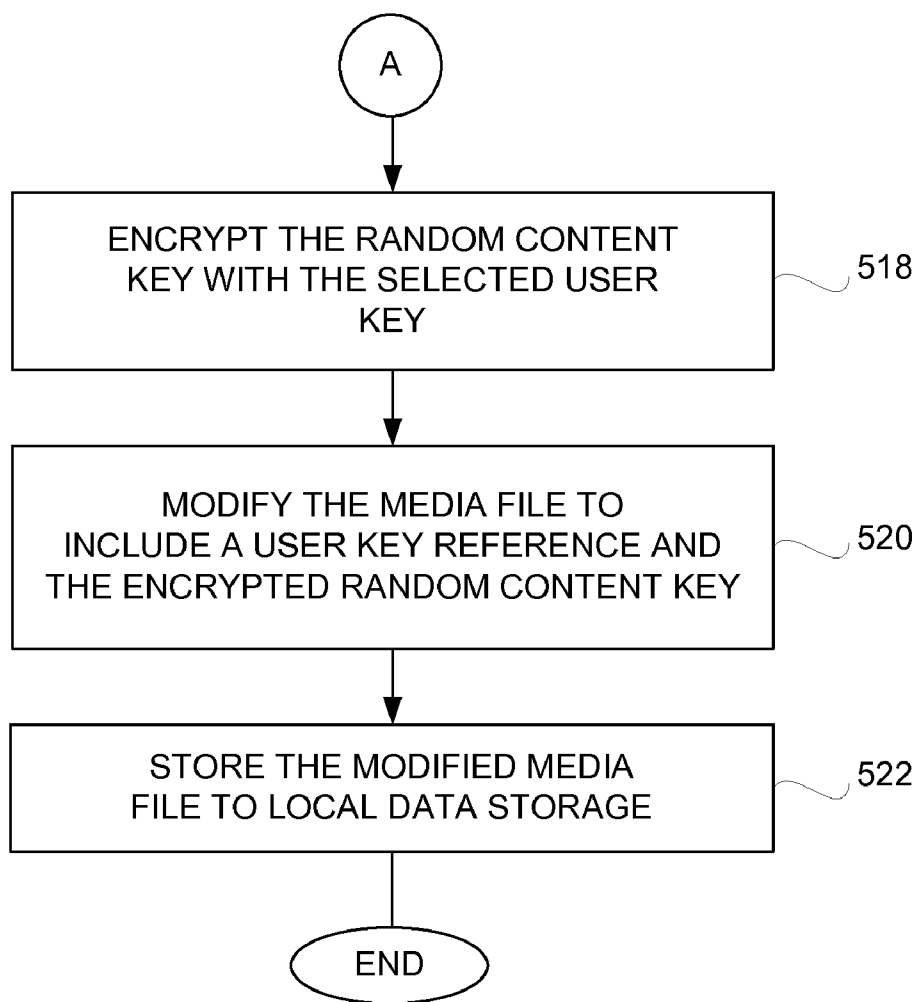 A
ENCRYPT THE RANDOM CONTENT
KEY WITH THE SELECTED USER
KEY
518
MODIFY THE MEDIA FILE TO
INCLUDE A USER KEY REFERENCE AND
THE ENCRYPTED RANDOM CONTENT KEY
520
STORE THE MODIFIED MEDIA
FILE TO LOCAL DATA STORAGE
522
END